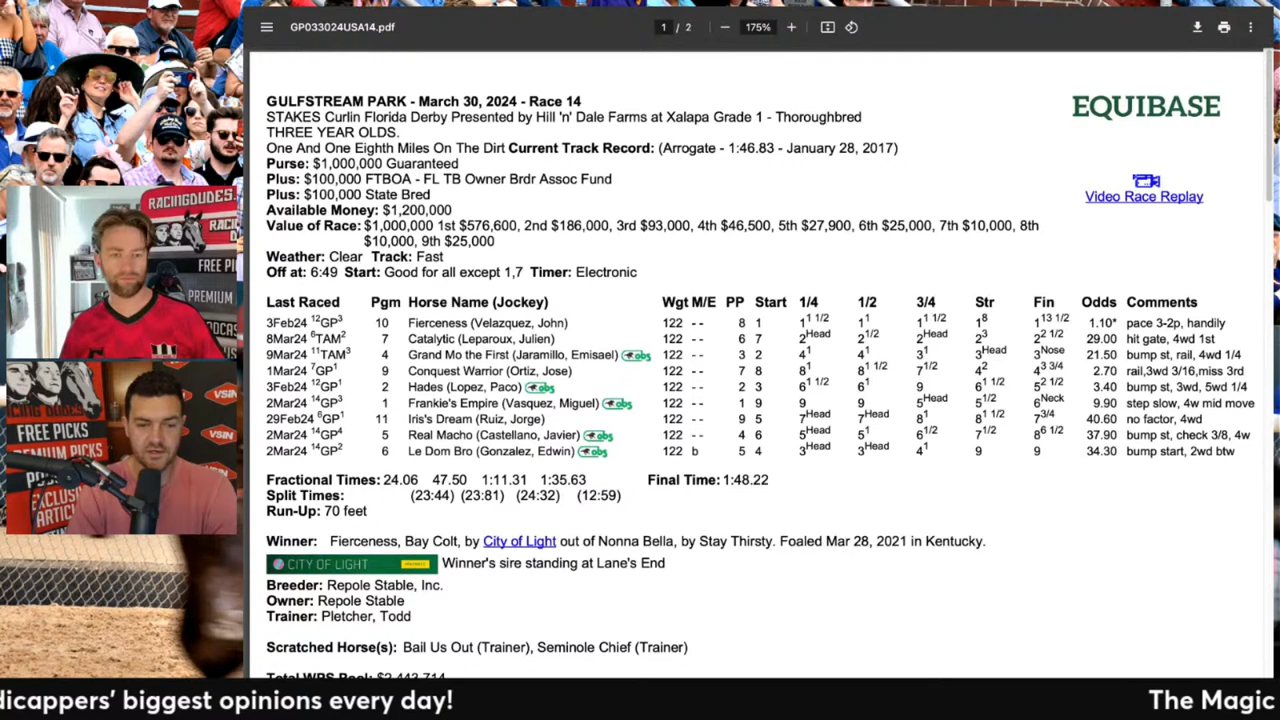 GP033024USA14.pdf
1 / 2
175%
GULFSTREAM PARK - March 30, 2024 - Race 14
STAKES Curlin Florida Derby Presented by Hill 'n' Dale Farms at Xalapa Grade 1 - Thoroughbred
THREE YEAR OLDS.
One And One Eighth Miles On The Dirt Current Track Record: (Arrogate - 1:46.83 - January 28, 2017)
Purse: $1,000,000 Guaranteed
Plus: $100,000 FTBOA - FL TB Owner Brdr Assoc Fund
Plus: $100,000 State Bred
Available Money: $1,200,000
Value of Race: $1,000,000 1st $576,600, 2nd $186,000, 3rd $93,000, 4th $46,500, 5th $27,900, 6th $25,000, 7th $10,000, 8th
$10,000, 9th $25,000
Weather: Clear Track: Fast
Off at: 6:49 Start: Good for all except 1,7 Timer: Electronic
EQUIBASE
Video Race Replay
Last Raced Pgm Horse Name (Jockey) Wgt M/E PP Start 1/4 1/2 3/4 Str Fin Odds Comments
3Feb24 12GP3 10 Fierceness (Velazquez, John) 122 - - 8 1 1 1 1/2 1 1 1 1 1/2 1 8 1 13 1/2 1.10* pace 3-2p, handily
8Mar24 6TAM2 7 Catalytic (Leparoux, Julien) 122 - - 6 7 2 Head 2 1/2 2 Head 2 3 2 2 1/2 29.00 hit gate, 4wd 1st
9Mar24 11TAM3 4 Grand Mo the First (Jaramillo, Emisael) obs 122 - - 3 2 4 1 4 1 3 1 3 Head 3 Nose 21.50 bump st, rail, 4wd 1/4
1Mar24 7GP1 9 Conquest Warrior (Ortiz, Jose) 122 - - 7 8 8 1 8 1 1/2 7 1/2 4 2 4 3 3/4 2.70 rail,3wd 3/16,miss 3rd
3Feb24 12GP1 2 Hades (Lopez, Paco) obs 122 - - 2 3 6 1 1/2 6 1 9 6 1 1/2 5 2 1/2 3.40 bump st, 3wd, 5wd 1/4
2Mar24 14GP3 1 Frankie's Empire (Vasquez, Miguel) obs 122 - - 1 9 9 9 5 Head 5 1/2 6 Neck 9.90 step slow, 4w mid move
29Feb24 6GP1 11 Iris's Dream (Ruiz, Jorge) 122 - - 9 5 7 Head 7 Head 8 1 8 1 1/2 7 3/4 40.60 no factor, 4wd
2Mar24 14GP4 5 Real Macho (Castellano, Javier) obs 122 - - 4 6 5 Head 5 1 6 1/2 7 1/2 8 6 1/2 37.90 bump st, check 3/8, 4w
2Mar24 14GP2 6 Le Dom Bro (Gonzalez, Edwin) obs 122 b 5 4 3 Head 3 Head 4 1 9 9 34.30 bump start, 2wd btw
Fractional Times: 24.06 47.50 1:11.31 1:35.63 Final Time: 1:48.22
Split Times: (23:44) (23:81) (24:32) (12:59)
Run-Up: 70 feet
Winner: Fierceness, Bay Colt, by City of Light out of Nonna Bella, by Stay Thirsty. Foaled Mar 28, 2021 in Kentucky.
CITY OF LIGHT Winner's sire standing at Lane's End
Breeder: Repole Stable, Inc.
Owner: Repole Stable
Trainer: Pletcher, Todd
Scratched Horse(s): Bail Us Out (Trainer), Seminole Chief (Trainer)
Total WPS Pool: $2,443,714
RACINGDUDES.
FREE PI
PREMIUM
FREE PICKS
PREMIUM PICKS
EXCLUS
ARTIC
VSiN
dicappers' biggest opinions every day!
The Magic